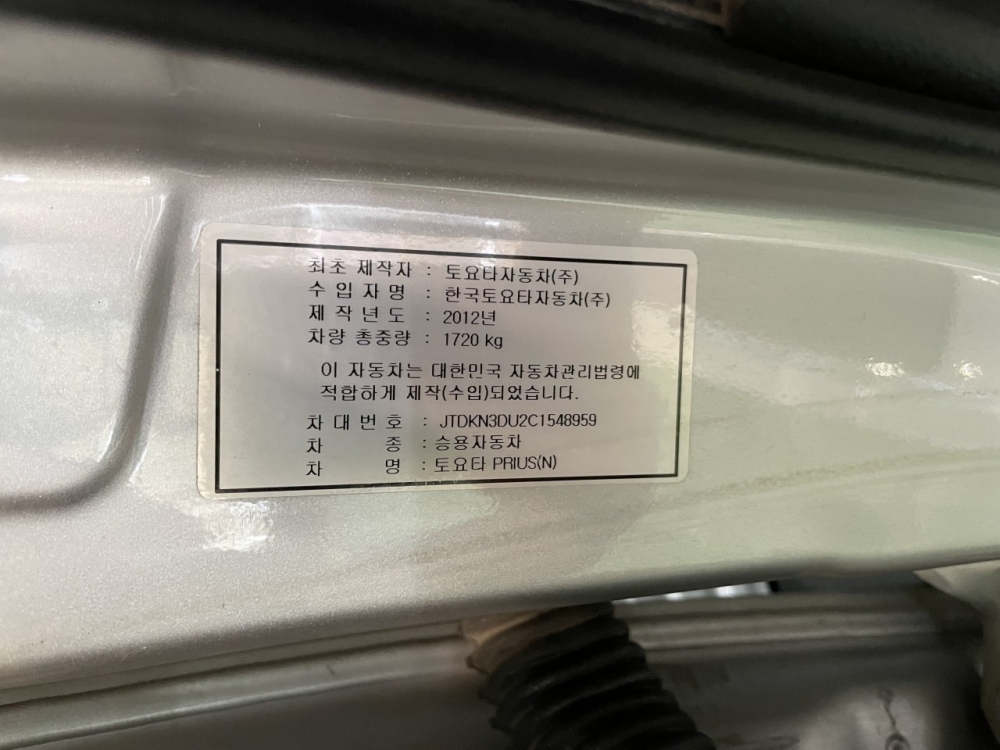 최초 제작자 : 토요타자동차(주)
수입자명 : 한국토요타자동차(주)
제작년도 : 2012년
차량 총중량 : 1720 kg
이 자동차는 대한민국 자동차관리법령에
적합하게 제작(수입)되었습니다.
차대번호 : JTDKN3DU2C1548959
차 종 : 승용자동차
차 명 : 토요타 PRIUS(N)